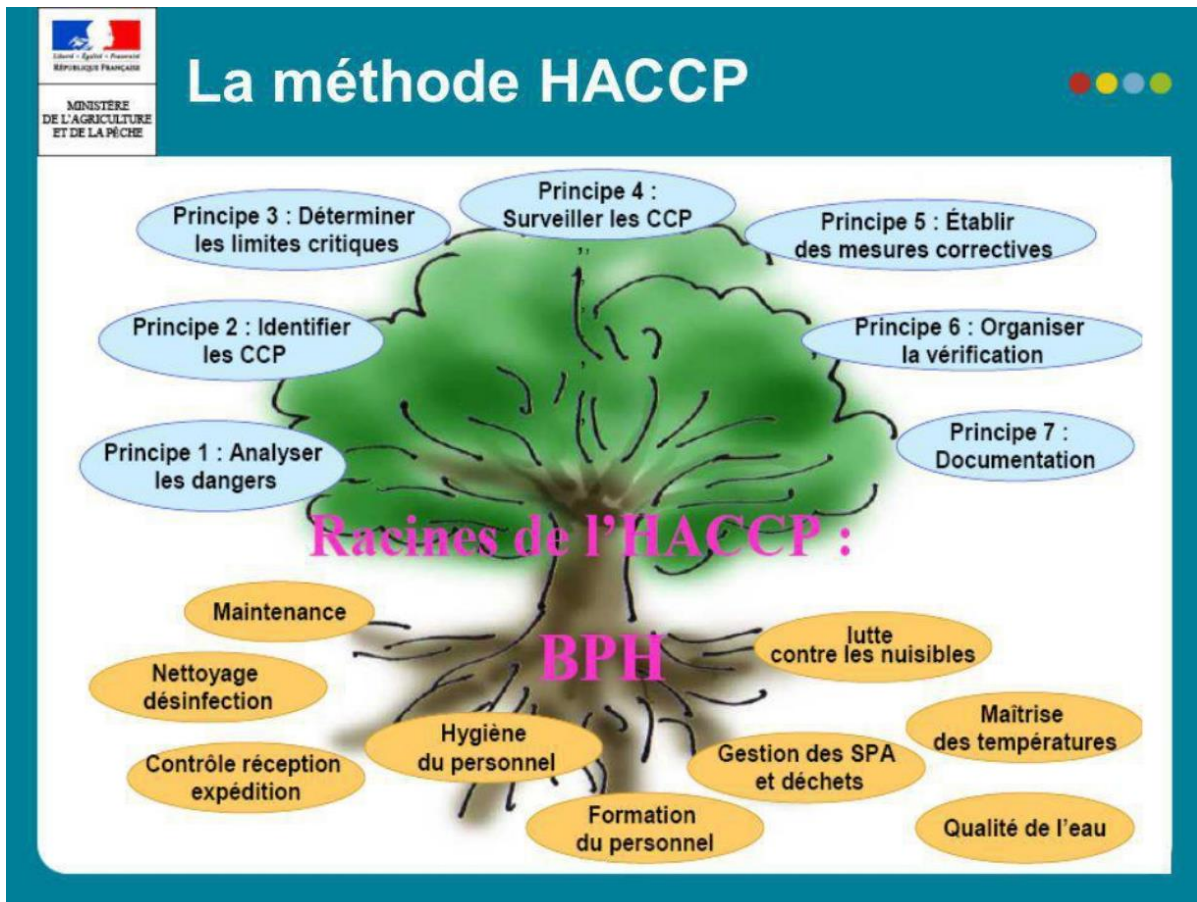 Liberté • Égalité • Fraternité
RÉPUBLIQUE FRANÇAISE
MINISTÈRE
DE L'AGRICULTURE
ET DE LA PÊCHE
La méthode HACCP
Principe 4 :
Surveiller les CCP
Principe 3 : Déterminer
les limites critiques
Principe 5 : Établir
des mesures correctives
Principe 2 : Identifier
les CCP
Principe 6 : Organiser
la vérification
Principe 1 : Analyser
les dangers
Principe 7 :
Documentation
Racines de l’HACCP :
BPH
Maintenance
lutte
contre les nuisibles
Nettoyage
désinfection
Maîtrise
des températures
Hygiène
du personnel
Gestion des SPA
et déchets
Contrôle réception
expédition
Formation
du personnel
Qualité de l’eau